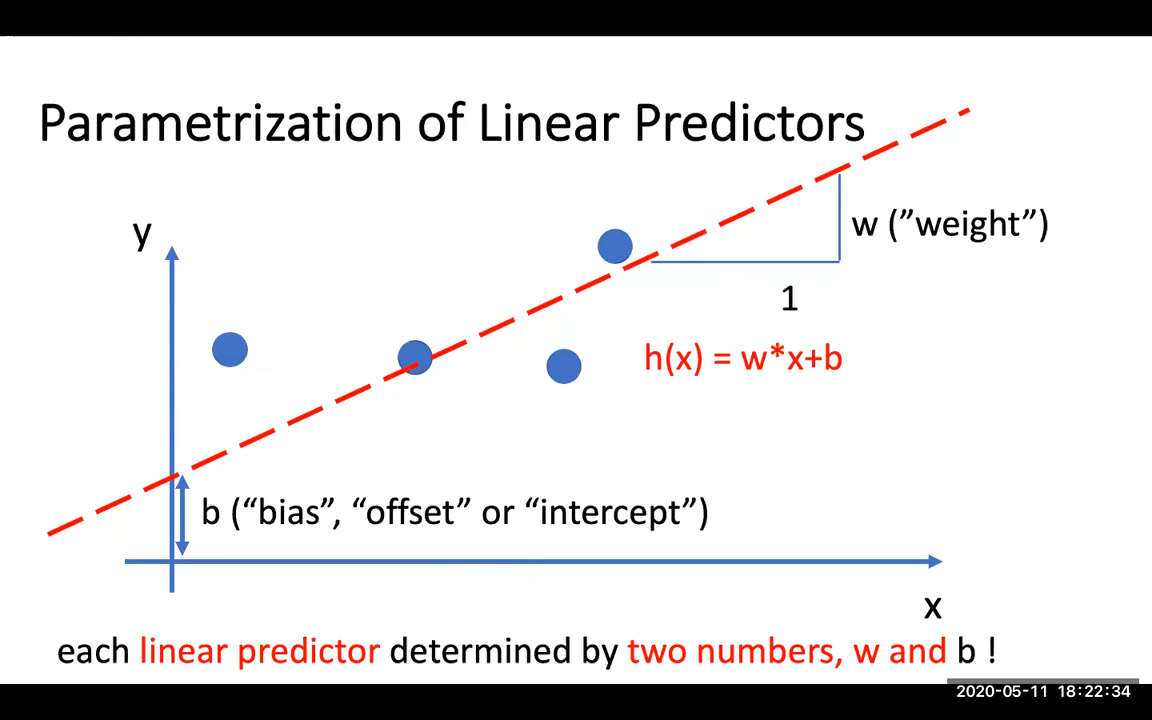 Parametrization of Linear Predictors
y
w (”weight”)
1
h(x) = w*x+b
b (“bias”, “offset” or “intercept”)
x
each linear predictor determined by two numbers, w and b !
2020-05-11 18:22:34